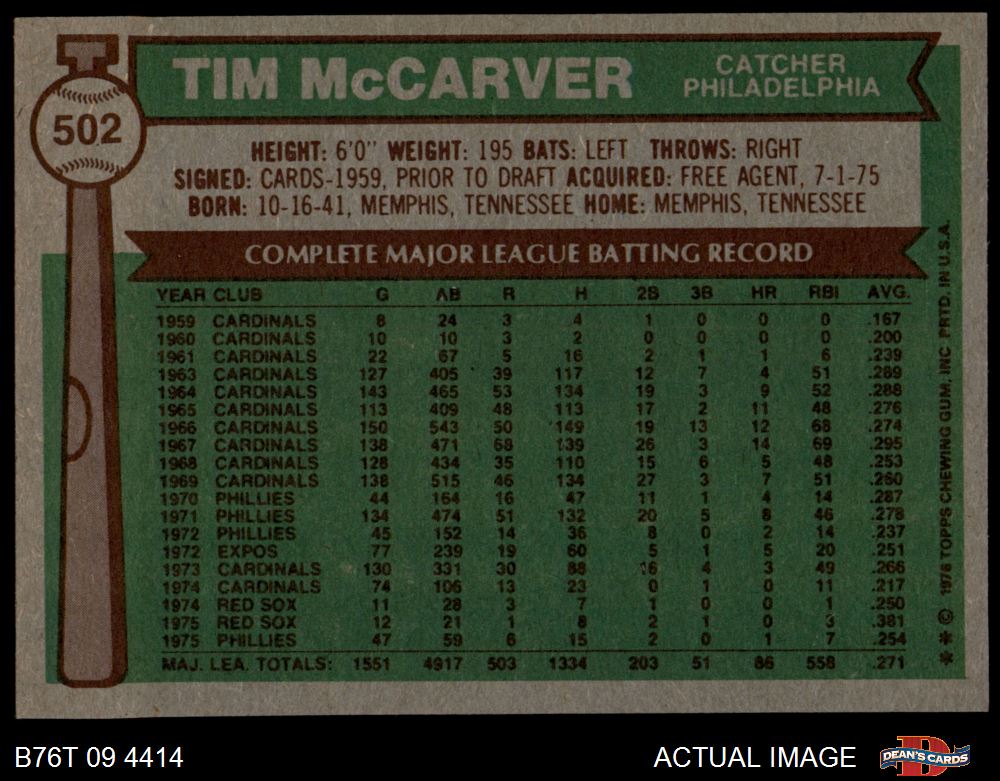 TIM McCARVER
CATCHER
PHILADELPHIA
502
HEIGHT: 6'0" WEIGHT: 195 BATS: LEFT THROWS: RIGHT
SIGNED: CARDS-1959, PRIOR TO DRAFT ACQUIRED: FREE AGENT, 7-1-75
BORN: 10-16-41, MEMPHIS, TENNESSEE HOME: MEMPHIS, TENNESSEE
COMPLETE MAJOR LEAGUE BATTING RECORD
YEAR CLUB G AB R H 2B 3B HR RBI AVG.
1959 CARDINALS 8 24 3 4 1 0 0 0 .167
1960 CARDINALS 10 10 3 2 0 0 0 0 .200
1961 CARDINALS 22 67 5 16 2 1 1 6 .239
1963 CARDINALS 127 405 39 117 12 7 4 51 .289
1964 CARDINALS 143 465 53 134 19 3 9 52 .288
1965 CARDINALS 113 409 48 113 17 2 11 48 .276
1966 CARDINALS 150 543 50 149 19 13 12 68 .274
1967 CARDINALS 138 471 68 139 26 3 14 69 .295
1968 CARDINALS 128 434 35 110 15 6 5 48 .253
1969 CARDINALS 138 515 46 134 27 3 7 51 .260
1970 PHILLIES 44 164 16 47 11 1 4 14 .287
1971 PHILLIES 134 474 51 132 20 5 8 46 .278
1972 PHILLIES 45 152 14 36 8 0 2 14 .237
1972 EXPOS 77 239 19 60 5 1 5 20 .251
1973 CARDINALS 130 331 30 88 16 4 3 49 .266
1974 CARDINALS 74 106 13 23 0 1 0 11 .217
1974 RED SOX 11 28 3 7 1 0 0 1 .250
1975 RED SOX 12 21 1 8 2 1 0 3 .381
1975 PHILLIES 47 59 6 15 2 0 1 7 .254
MAJ. LEA. TOTALS: 1551 4917 503 1334 203 51 86 558 .271
** © 1976 TOPPS CHEWING GUM, INC PRTD. IN U.S.A.
B76T 09 4414
ACTUAL IMAGE
DEAN'S CARDS